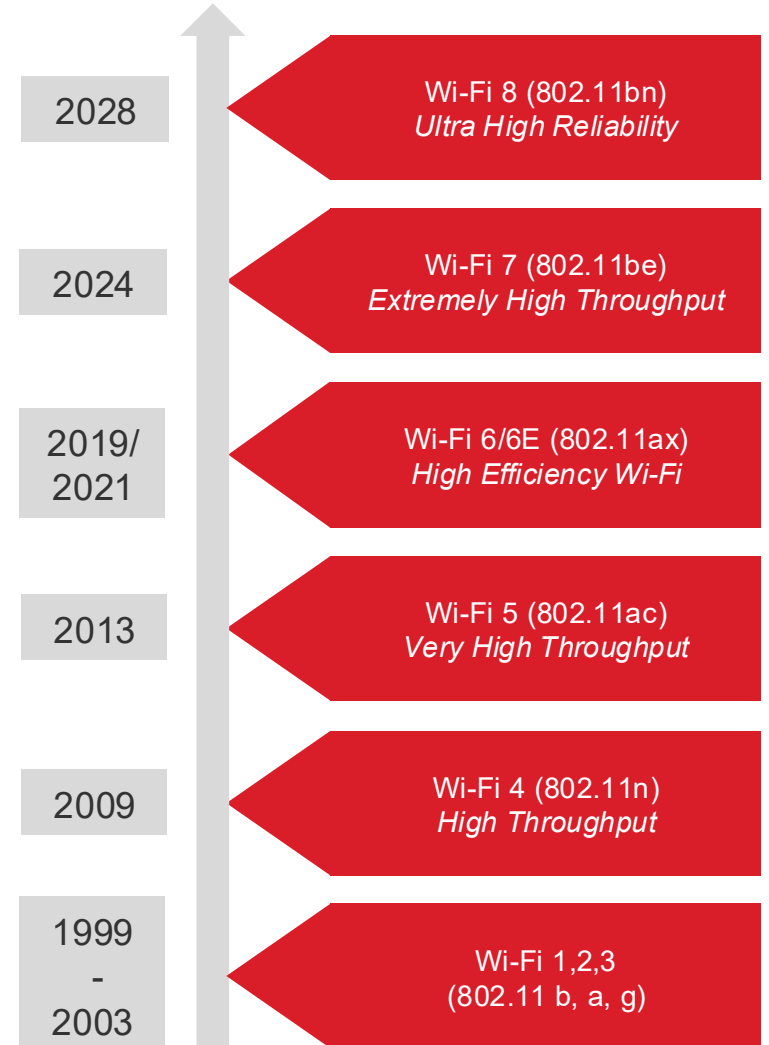 2028
Wi-Fi 8 (802.11bn)
Ultra High Reliability
2024
Wi-Fi 7 (802.11be)
Extremely High Throughput
2019/
2021
Wi-Fi 6/6E (802.11ax)
High Efficiency Wi-Fi
2013
Wi-Fi 5 (802.11ac)
Very High Throughput
2009
Wi-Fi 4 (802.11n)
High Throughput
1999
-
2003
Wi-Fi 1,2,3
(802.11 b, a, g)